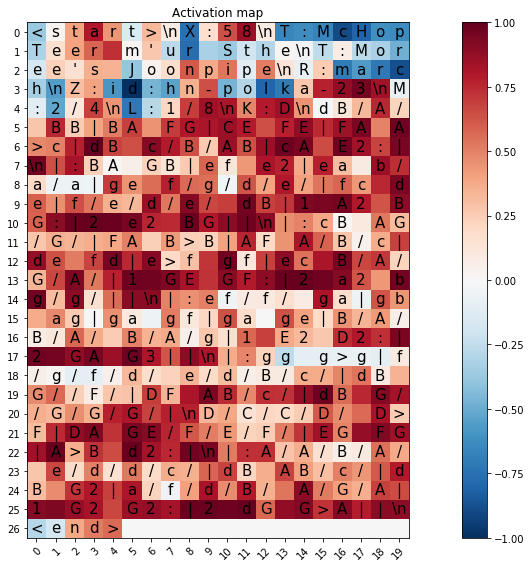 Activation map
0 < s t a r t > \n X : 5 8 \n T : M c H o p
1 T e e r m ' u r S t h e \n T : M o r
2 e e ' s J o o n p i p e \n R : m a r c
3 h \n Z : i d : h n - p o l k a - 2 3 \n M
4 : 2 / 4 \n L : 1 / 8 \n K : D \n d B / A /
5 B B | B A F G | C E F E | F A A
6 > c | d B c / B / A B | c A E 2 : |
7 \n | : B A G B | e f e 2 | e a b /
8 a / a | g e f / g / d / e / | f c d
9 e | f / e / d / e / d B | 1 A 2 B
10 G : | 2 e 2 B G | | \n | : c B A G
11 / G / | F A B > B | A F A / B / c |
12 d e f d | e > f g f | e c B / A /
13 G / A / | 1 G E G F : | 2 a 2 b
14 g / g / | | \n | : e f / f / g a | g b
15 a g | g a g f | g a g e | B / A /
16 B / A / B / A / g | 1 E 2 D 2 : |
17 2 G A G 3 | | \n | : g g g > g | f
18 / g / f / d / e / d / B / c / | d B
19 G / / F / | D F A B / c / | d B G /
20 / G / G / G / | \n D / C / C / D / D >
21 F | D A G E / F / E / F / | E G F G
22 | A > B d 2 : | \n | : A / A / B / A /
23 e / d / d / c / | d B A B / c / | d
24 B G 2 | a / f / d / B / A / G / A |
25 1 G 2 G 2 : | 2 d G G > A | | \n
26 < e n d >
0 1 2 3 4 5 6 7 8 9 10 11 12 13 14 15 16 17 18 19
1.00
0.75
0.50
0.25
0.00
−0.25
−0.50
−0.75
−1.00